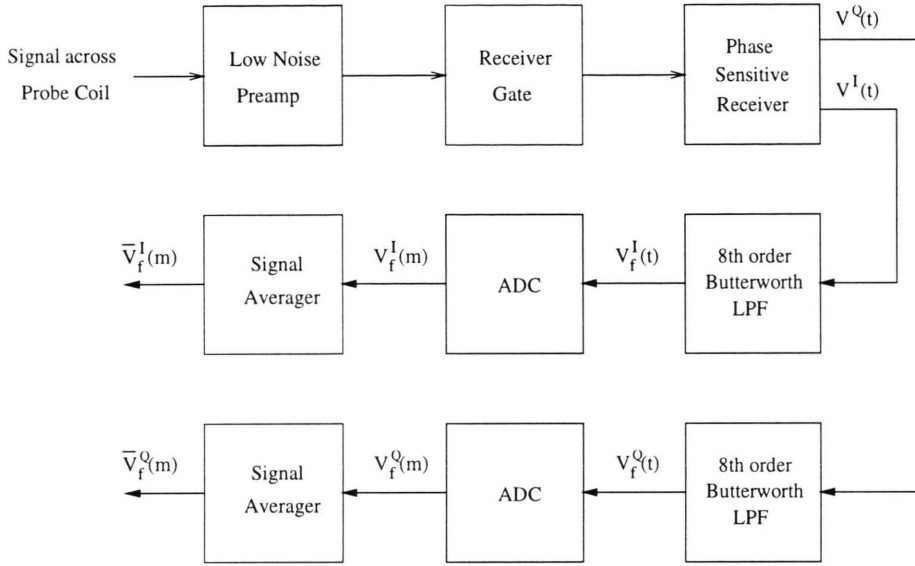 Signal across
Probe Coil
Low Noise
Preamp
Receiver
Gate
Phase
Sensitive
Receiver
V^Q(t)
V^I(t)
V̅_f^I(m)
Signal
Averager
V_f^I(m)
ADC
V_f^I(t)
8th order
Butterworth
LPF
V̅_f^Q(m)
Signal
Averager
V_f^Q(m)
ADC
V_f^Q(t)
8th order
Butterworth
LPF